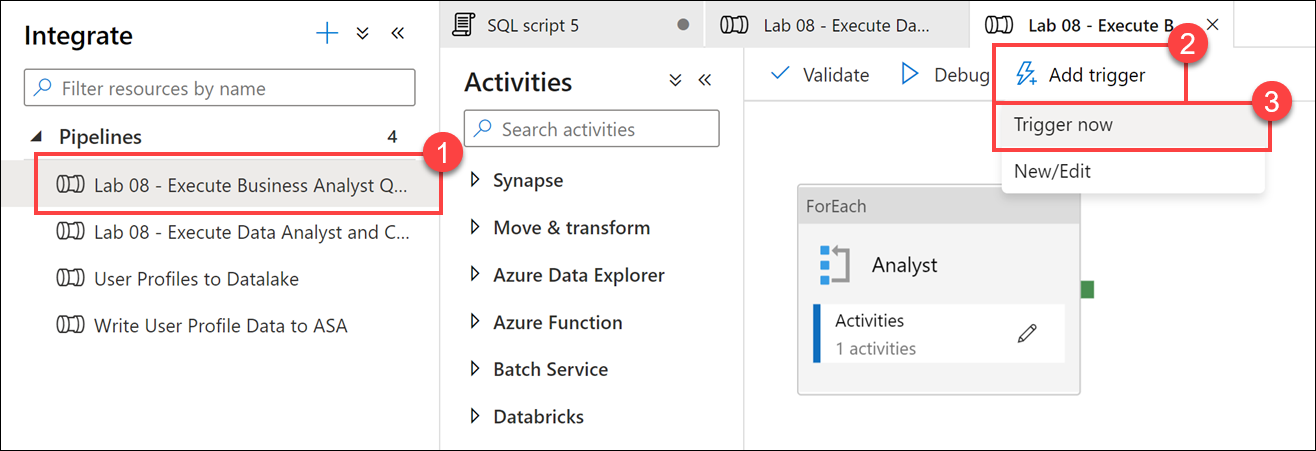 Integrate
Filter resources by name
Pipelines 4
Lab 08 - Execute Business Analyst Q...
Lab 08 - Execute Data Analyst and C...
User Profiles to Datalake
Write User Profile Data to ASA
1
SQL script 5
Lab 08 - Execute Da...
Lab 08 - Execute B
Activities
Search activities
Synapse
Move & transform
Azure Data Explorer
Azure Function
Batch Service
Databricks
Validate Debug Add trigger
2
Trigger now
3
New/Edit
ForEach
Analyst
Activities
1 activities